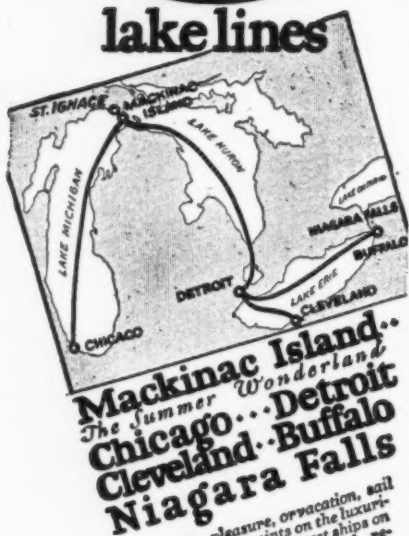 lake lines
ST. IGNACE
MACKINAC
ISLAND
LAKE HURON
LAKE MICHIGAN
LAKE ONTARIO
NIAGARA FALLS
BUFFALO
DETROIT
LAKE ERIE
CLEVELAND
CHICAGO
Mackinac Island..
The Summer Wonderland
Chicago...Detroit
Cleveland..Buffalo
Niagara Falls
pleasure, or vacation, sail
on the luxuri-
ships on